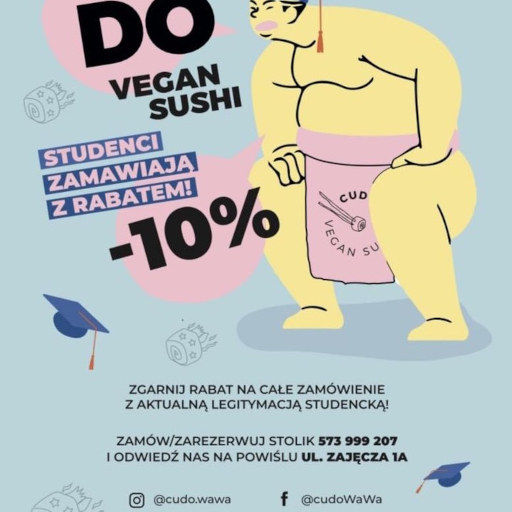 DO
VEGAN
SUSHI
STUDENCI
ZAMAWIAJĄ
Z RABATEM!
-10%
CUD
VEGAN SU
ZGARNIJ RABAT NA CAŁE ZAMÓWIENIE
Z AKTUALNĄ LEGITYMACJĄ STUDENCKĄ!
ZAMÓW/ZAREZERWUJ STOLIK 573 999 207
I ODWIEDŹ NAS NA POWIŚLU UL. ZAJĘCZA 1A
@cudo.wawa @cudoWaWa